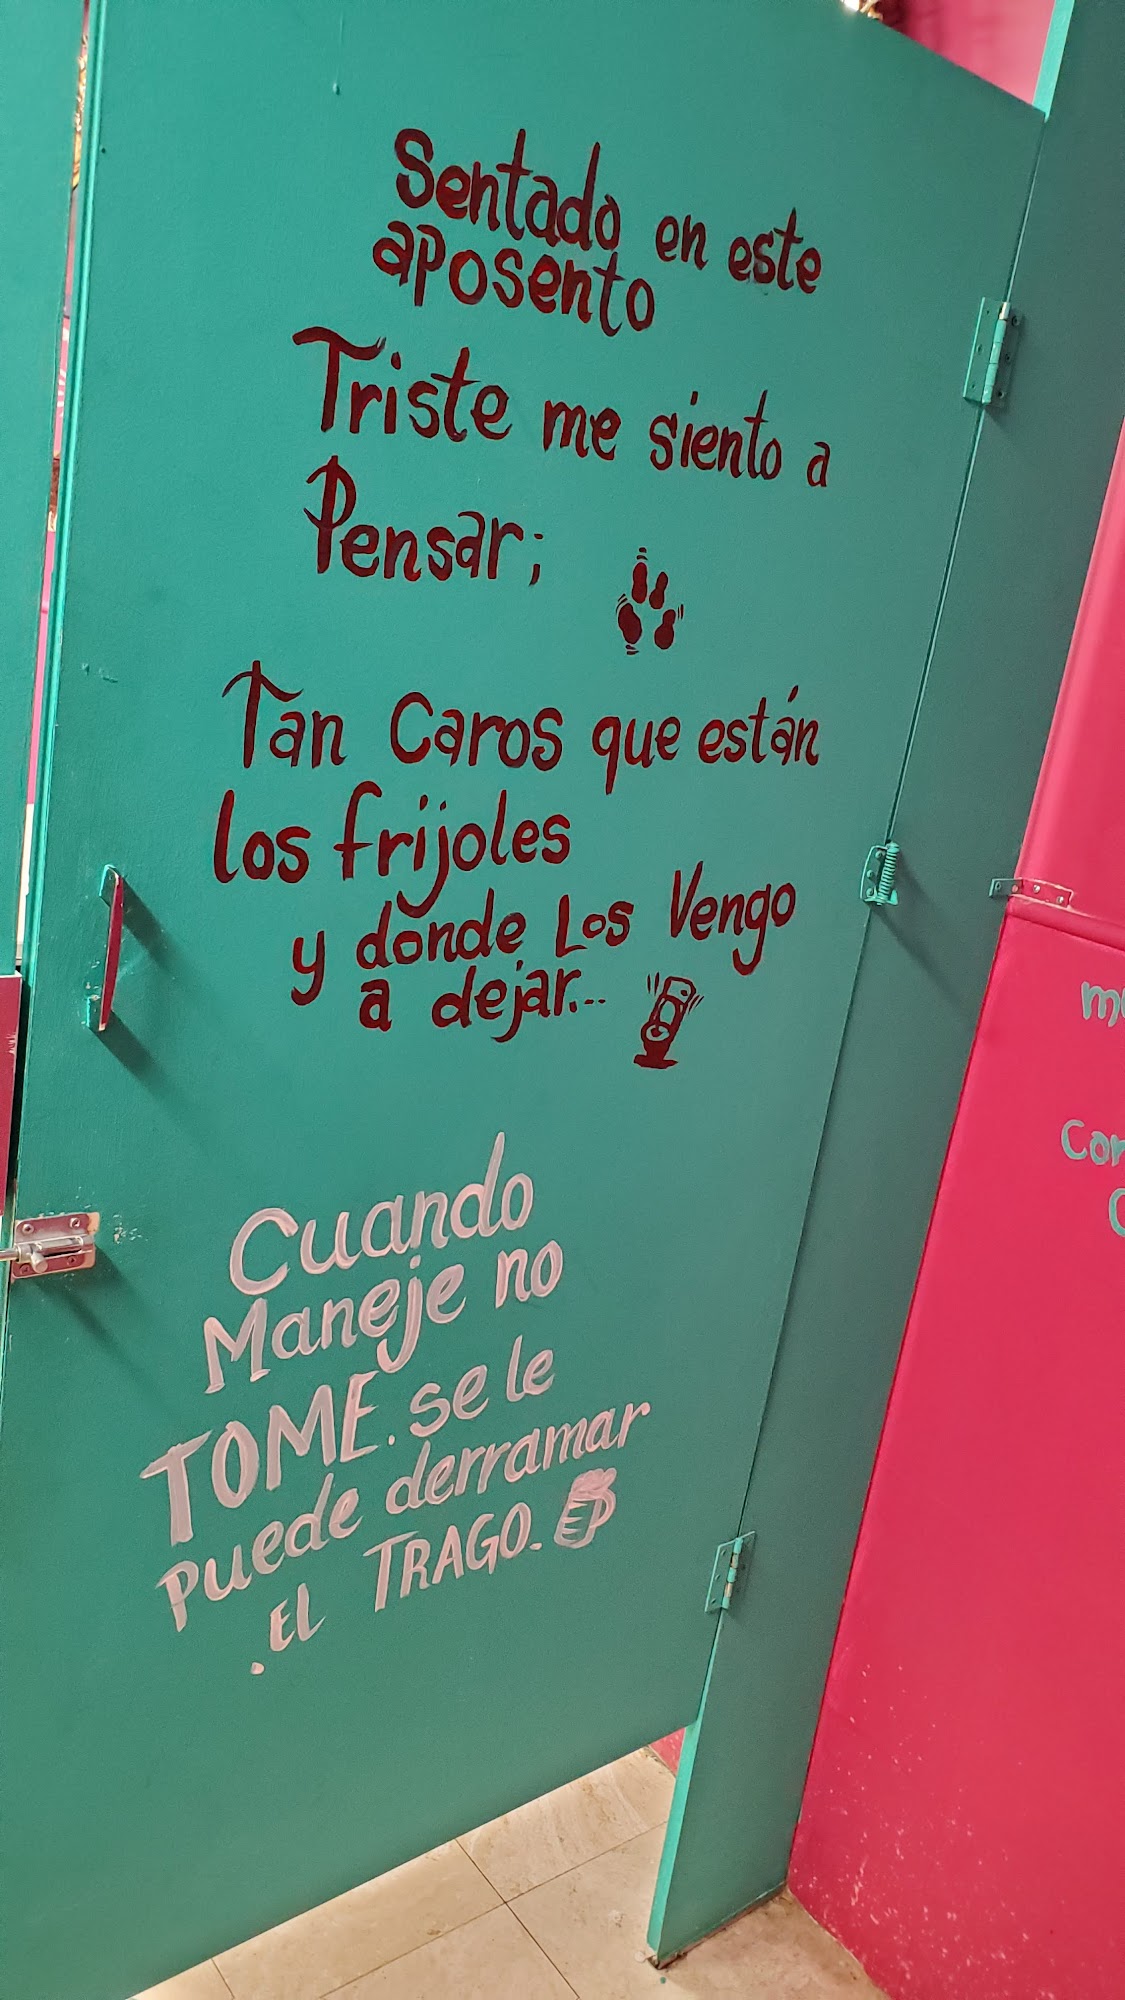 Sentado en este
aposento
Triste me siento a
Pensar;
Tan Caros que están
los frijoles
y donde Los Vengo
a dejar...
Cuando
Maneje no
TOME. se le
puede derramar
.El TRAGO.